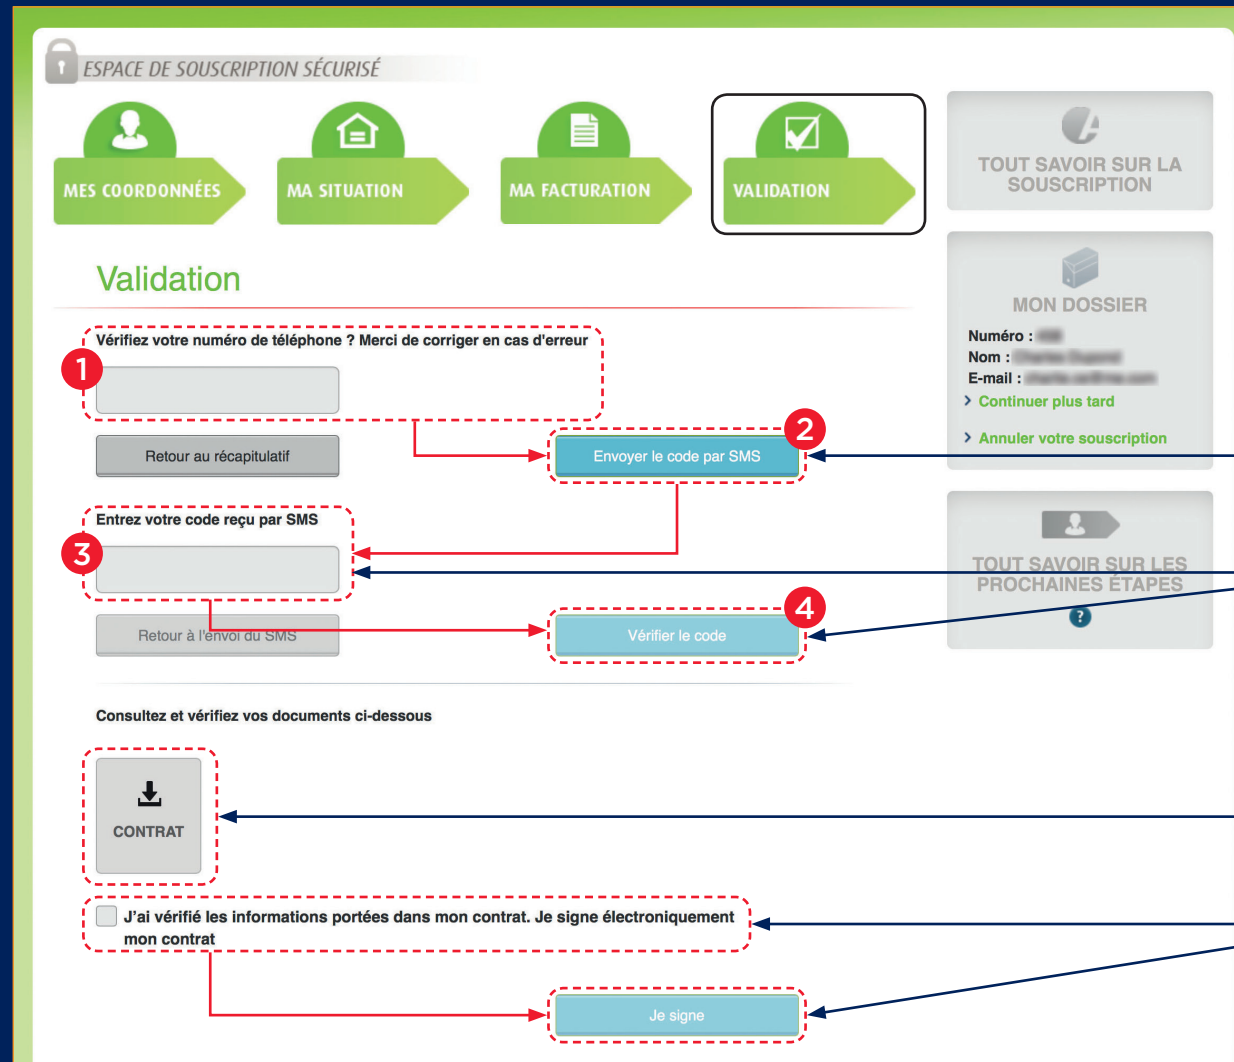 ESPACE DE SOUSCRIPTION SÉCURISÉ
MES COORDONNÉES
MA SITUATION
MA FACTURATION
VALIDATION
TOUT SAVOIR SUR LA
SOUSCRIPTION
Validation
MON DOSSIER
Numéro :
Nom :
E-mail :
> Continuer plus tard
> Annuler votre souscription
Vérifiez votre numéro de téléphone ? Merci de corriger en cas d'erreur
1
Retour au récapitulatif
2
Envoyer le code par SMS
Entrez votre code reçu par SMS
3
Retour à l'envoi du SMS
4
Vérifier le code
TOUT SAVOIR SUR LES
PROCHAINES ÉTAPES
?
Consultez et vérifiez vos documents ci-dessous
CONTRAT
J'ai vérifié les informations portées dans mon contrat. Je signe électroniquement
mon contrat
Je signe